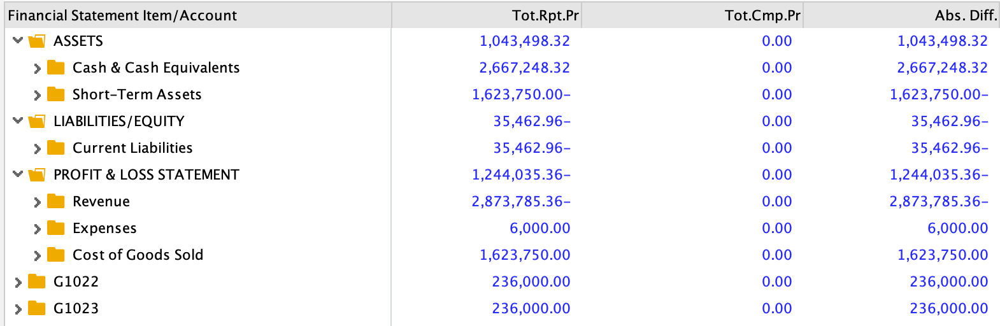 Financial Statement Item/Account Tot.Rpt.Pr Tot.Cmp.Pr Abs. Diff.
ASSETS 1,043,498.32 0.00 1,043,498.32
Cash & Cash Equivalents 2,667,248.32 0.00 2,667,248.32
Short-Term Assets 1,623,750.00- 0.00 1,623,750.00-
LIABILITIES/EQUITY 35,462.96- 0.00 35,462.96-
Current Liabilities 35,462.96- 0.00 35,462.96-
PROFIT & LOSS STATEMENT 1,244,035.36- 0.00 1,244,035.36-
Revenue 2,873,785.36- 0.00 2,873,785.36-
Expenses 6,000.00 0.00 6,000.00
Cost of Goods Sold 1,623,750.00 0.00 1,623,750.00
G1022 236,000.00 0.00 236,000.00
G1023 236,000.00 0.00 236,000.00